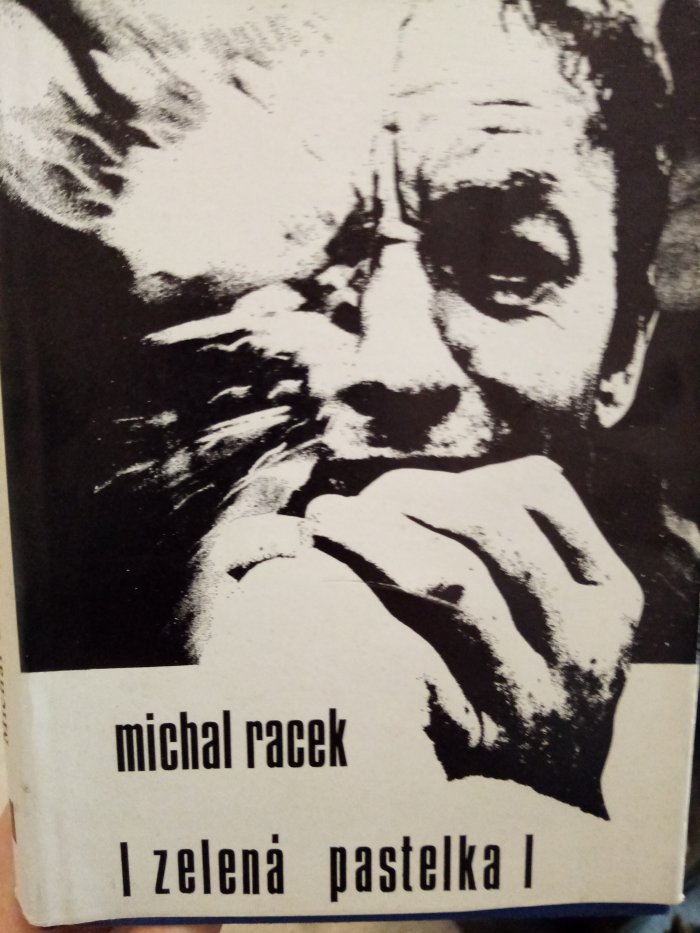 michal racek
| zelená pastelka |